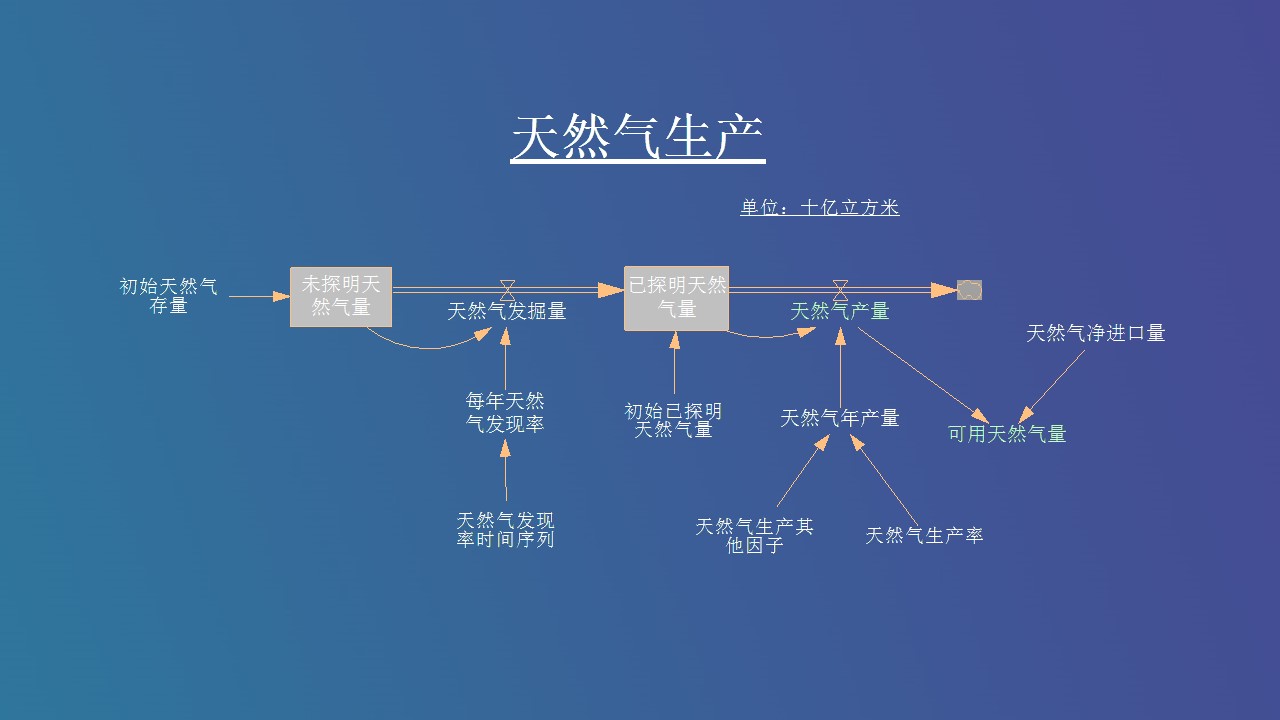 天然气生产
单位：十亿立方米
初始天然气
存量
未探明天
然气量
天然气发掘量
已探明天然
气量
天然气产量
天然气净进口量
每年天然
气发现率
初始已探明
天然气量
天然气年产量
可用天然气量
天然气发现
率时间序列
天然气生产其
他因子
天然气生产率